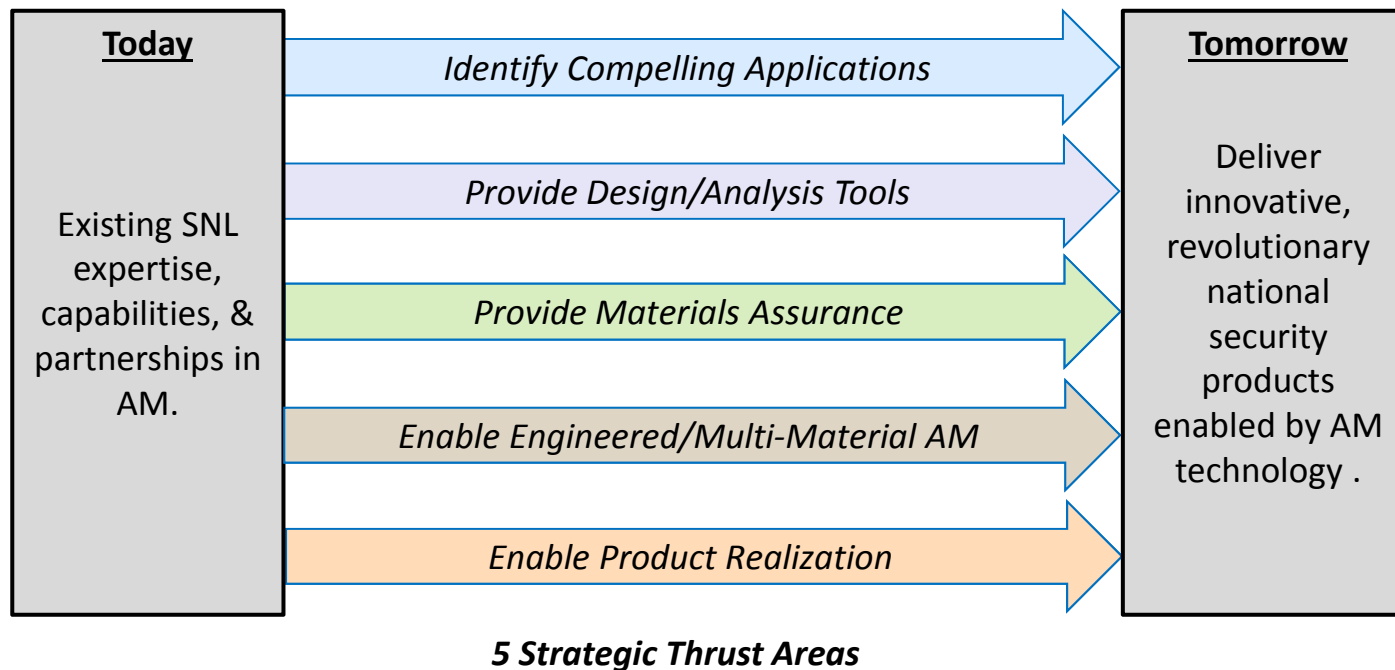 Today
Existing SNL
expertise,
capabilities, &
partnerships in
AM.
Identify Compelling Applications
Provide Design/Analysis Tools
Provide Materials Assurance
Enable Engineered/Multi-Material AM
Enable Product Realization
Tomorrow
Deliver
innovative,
revolutionary
national
security
products
enabled by AM
technology .
5 Strategic Thrust Areas